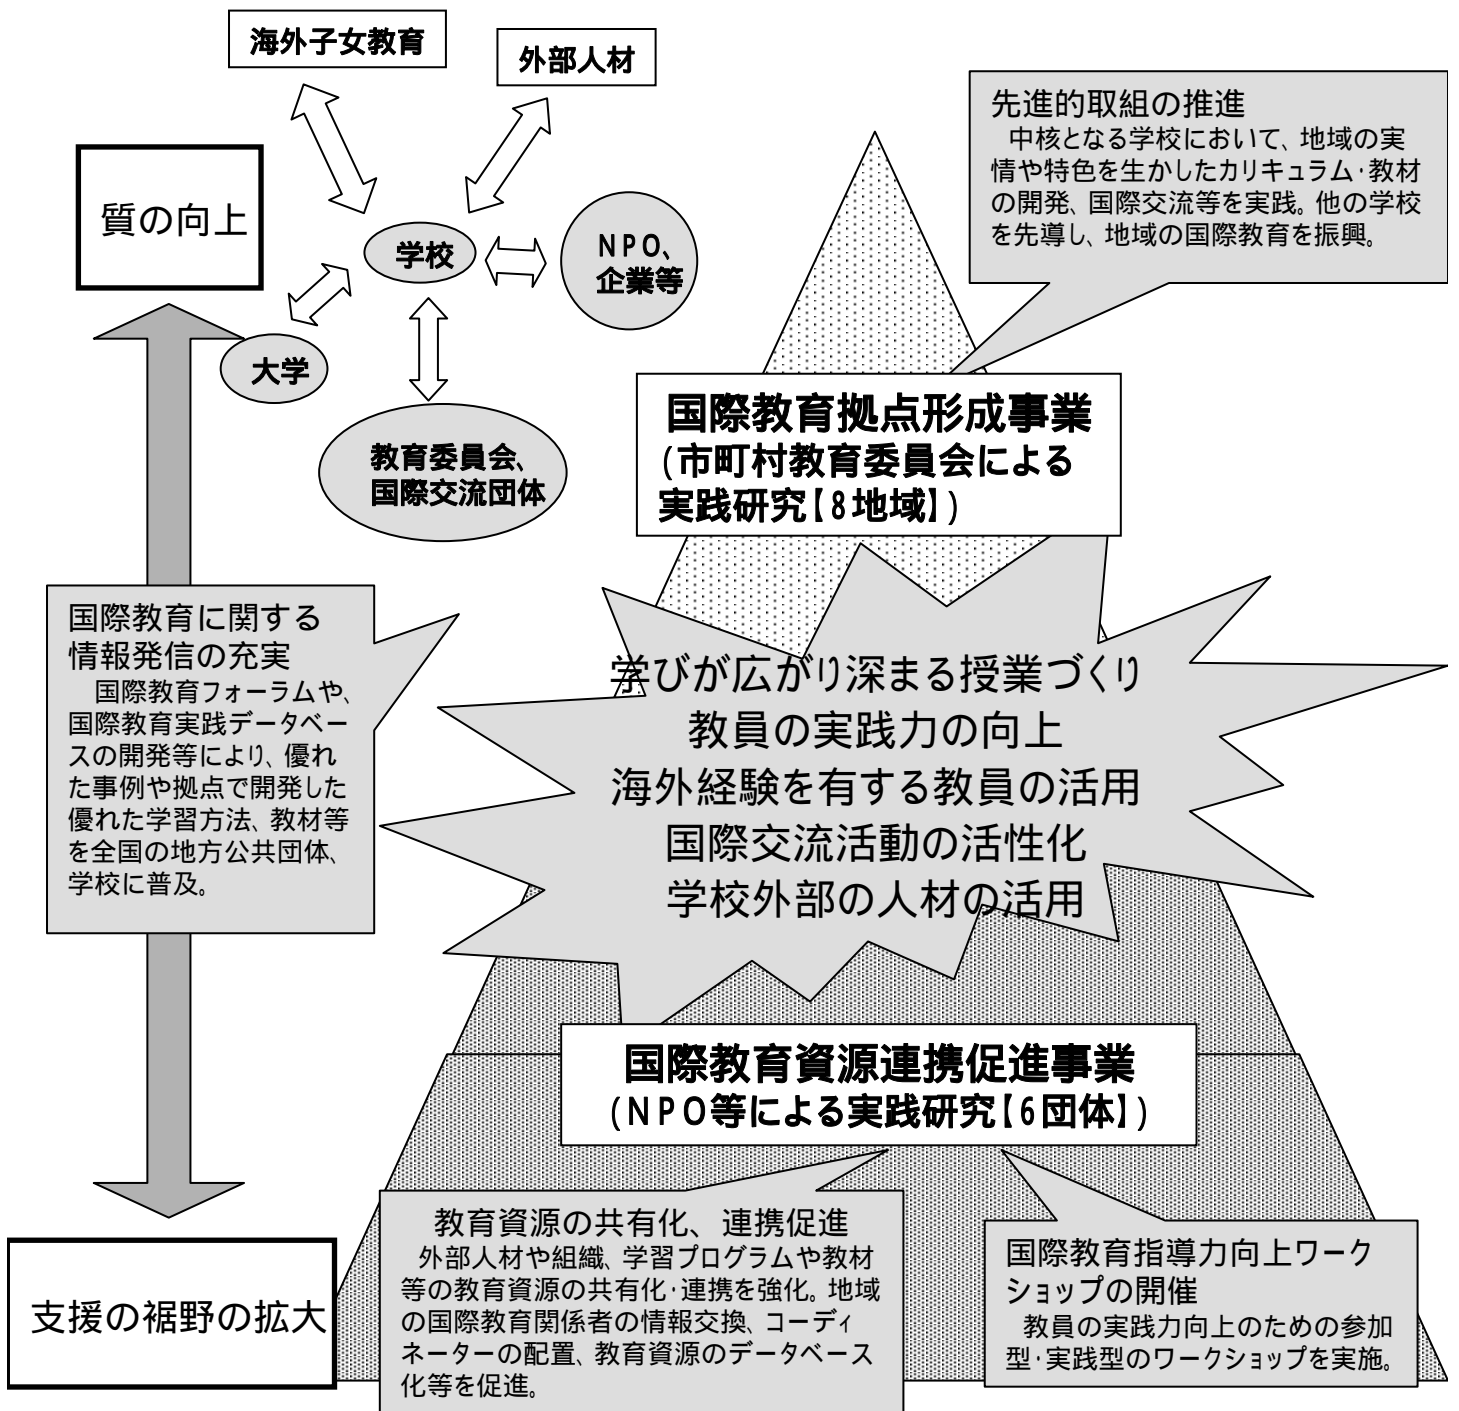 海外子女教育
外部人材
質の向上
学校
NPO、
企業等
大学
教育委員会、
国際交流団体
先進的取組の推進
中核となる学校において、地域の実
情や特色を生かしたカリキュラム・教材
の開発、国際交流等を実践。他の学校
を先導し、地域の国際教育を振興。
国際教育拠点形成事業
(市町村教育委員会による
実践研究【8地域】)
国際教育に関する
情報発信の充実
国際教育フォーラムや、
国際教育実践データベー
スの開発等により、優れ
た事例や拠点で開発した
優れた学習方法、教材等
を全国の地方公共団体、
学校に普及。
学びが広がり深まる授業づくり
教員の実践力の向上
海外経験を有する教員の活用
国際交流活動の活性化
学校外部の人材の活用
国際教育資源連携促進事業
(NPO等による実践研究【6団体】)
支援の裾野の拡大
教育資源の共有化、連携促進
外部人材や組織、学習プログラムや教材
等の教育資源の共有化・連携を強化。地域
の国際教育関係者の情報交換、コーディ
ネーターの配置、教育資源のデータベース
化等を促進。
国際教育指導力向上ワーク
ショップの開催
教員の実践力向上のための参加
型・実践型のワークショップを実施。